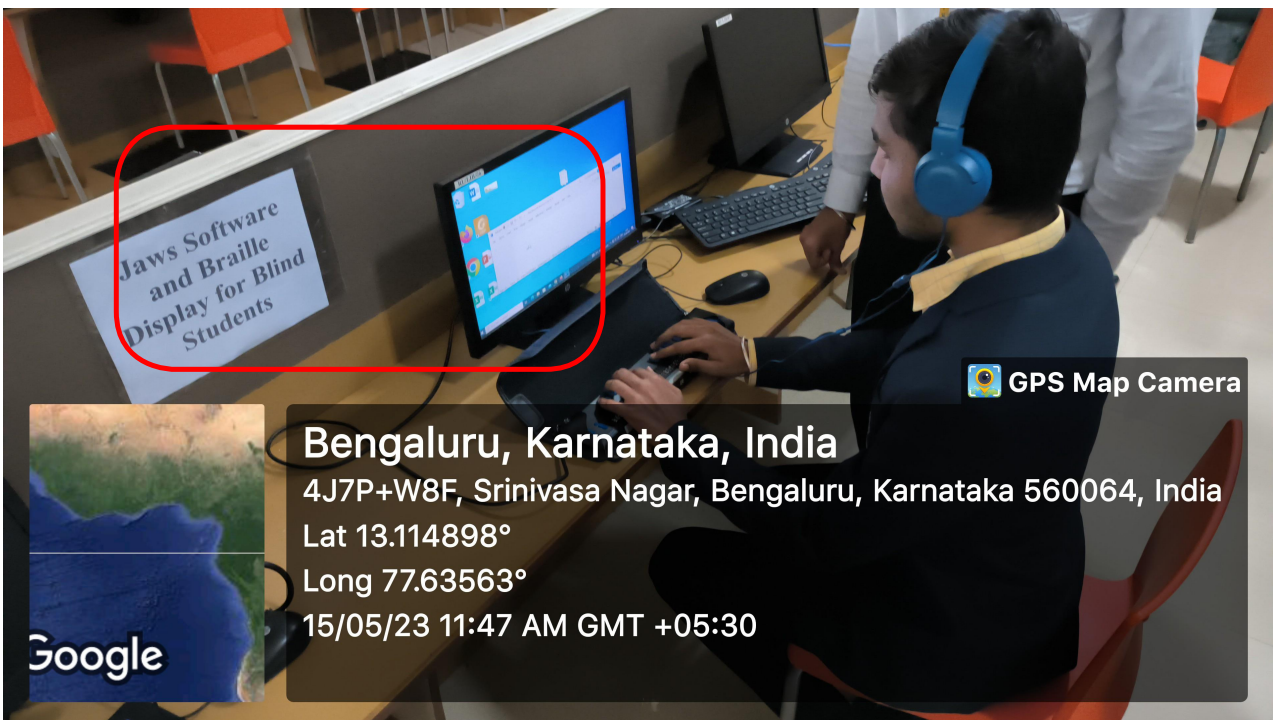 Jaws Software
and Braille
Display for Blind
Students
GPS Map Camera
Bengaluru, Karnataka, India
4J7P+W8F, Srinivasa Nagar, Bengaluru, Karnataka 560064, India
Lat 13.114898°
Long 77.63563°
15/05/23 11:47 AM GMT +05:30
Google